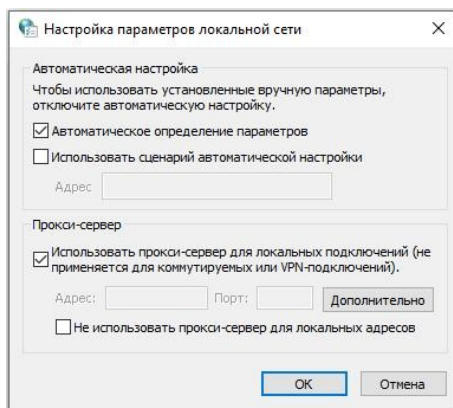 Настройка параметров локальной сети
Автоматическая настройка
Чтобы использовать установленные вручную параметры,
отключите автоматическую настройку.
Автоматическое определение параметров
Использовать сценарий автоматической настройки
Адрес
Прокси-сервер
Использовать прокси-сервер для локальных подключений (не
применяется для коммутируемых или VPN-подключений).
Адрес: Порт: Дополнительно
Не использовать прокси-сервер для локальных адресов
ОК Отмена